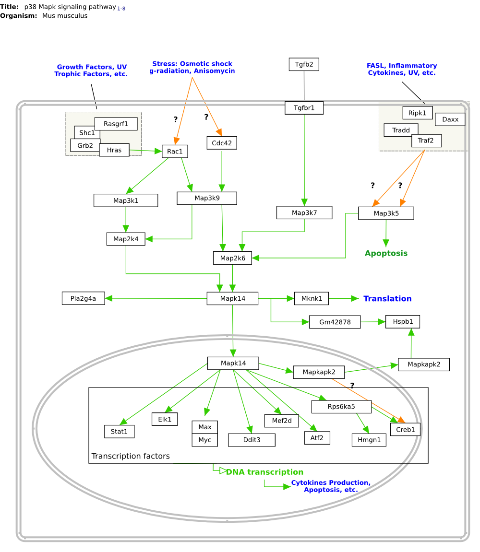 Title: p38 Mapk signaling pathway 1-8
Organism: Mus musculus
Growth Factors, UV
Trophic Factors, etc.
Stress: Osmotic shock
g-radiation, Anisomycin
Tgfb2
FASL, Inflammatory
Cytokines, UV, etc.
Tgfbr1
Ripk1
Daxx
Rasgrf1
Shc1
Tradd
Traf2
Grb2
Hras
?
?
Rac1
Cdc42
?
?
Map3k1
Map3k9
Map3k7
Map3k5
Map2k4
Map2k6
Apoptosis
Pla2g4a
Mapk14
Mknk1
Translation
Gm42878
Hspb1
Mapk14
Mapkapk2
Mapkapk2
?
Rps6ka5
Stat1
Elk1
Max
Myc
Ddit3
Mef2d
Atf2
Hmgn1
Creb1
Transcription factors
DNA transcription
Cytokines Production,
Apoptosis, etc.